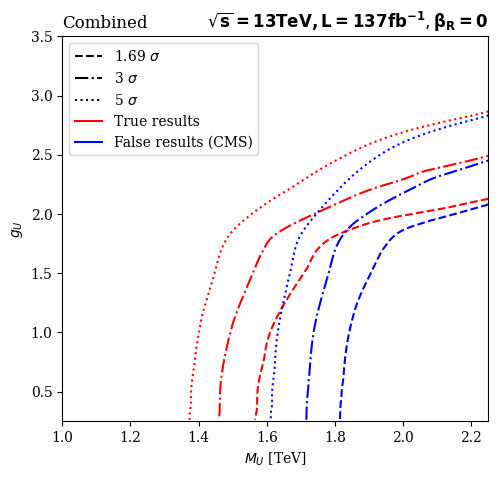 Combined √s = 13TeV, L = 137fb⁻¹, β_R = 0
3.5
3.0
2.5
2.0
1.5
1.0
0.5
g_U
1.69 σ
3 σ
5 σ
True results
False results (CMS)
1.0 1.2 1.4 1.6 1.8 2.0 2.2
M_U [TeV]